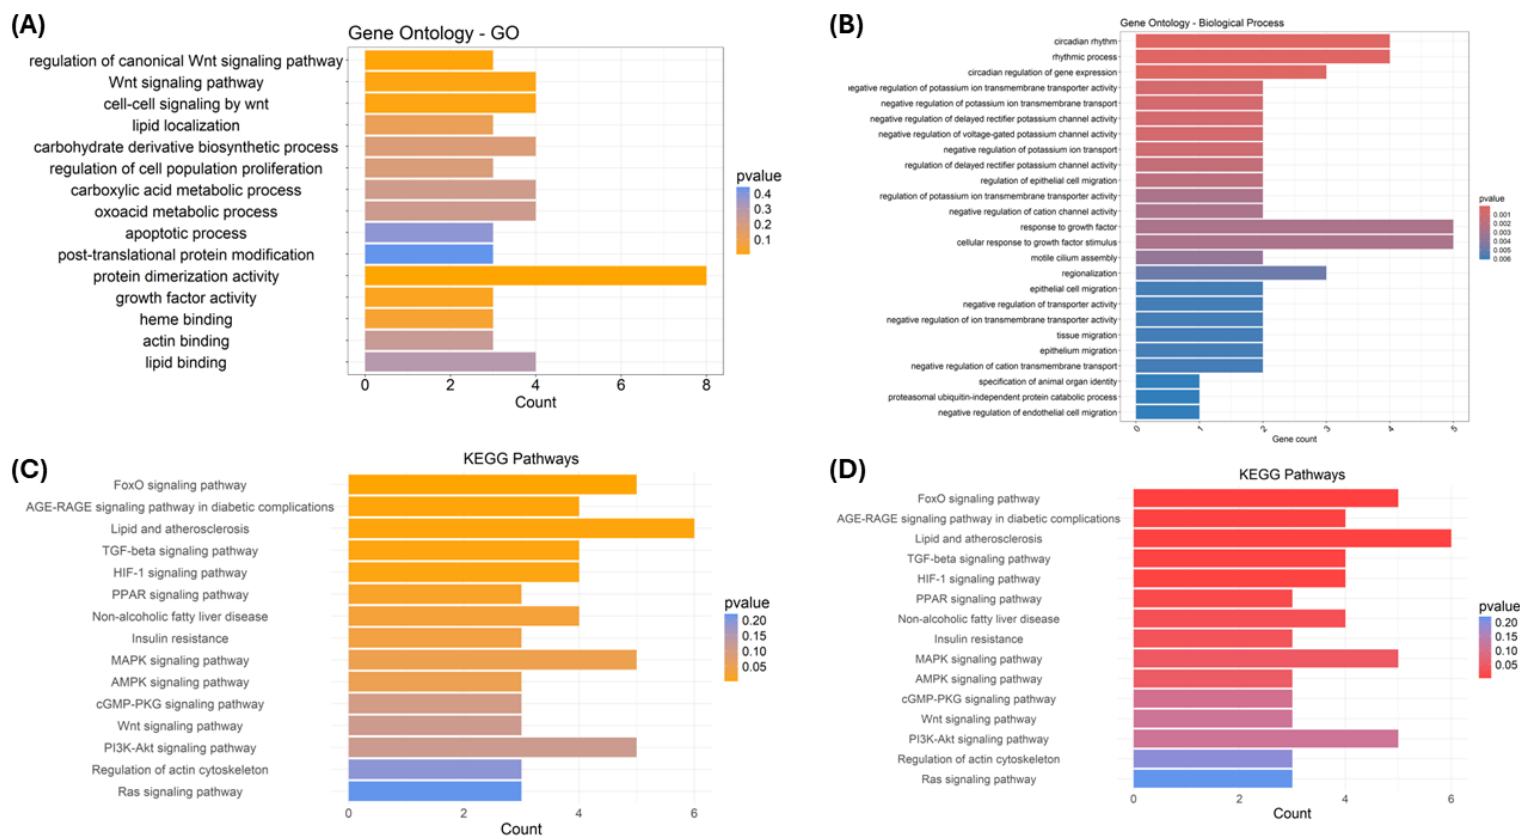 (A)
Gene Ontology - GO
regulation of canonical Wnt signaling pathway
Wnt signaling pathway
cell-cell signaling by wnt
lipid localization
carbohydrate derivative biosynthetic process
regulation of cell population proliferation
carboxylic acid metabolic process
oxoacid metabolic process
apoptotic process
post-translational protein modification
protein dimerization activity
growth factor activity
heme binding
actin binding
lipid binding
0 2 4 6 8
Count
pvalue
0.4
0.3
0.2
0.1
(B)
Gene Ontology - Biological Process
circadian rhythm
rhythmic process
circadian regulation of gene expression
negative regulation of potassium ion transmembrane transporter activity
negative regulation of potassium ion transmembrane transport
negative regulation of delayed rectifier potassium channel activity
negative regulation of voltage-gated potassium channel activity
negative regulation of potassium ion transport
regulation of delayed rectifier potassium channel activity
regulation of epithelial cell migration
regulation of potassium ion transmembrane transporter activity
negative regulation of cation channel activity
response to growth factor
cellular response to growth factor stimulus
motile cilium assembly
regionalization
epithelial cell migration
negative regulation of transporter activity
negative regulation of ion transmembrane transporter activity
tissue migration
epithelium migration
negative regulation of cation transmembrane transport
specification of animal organ identity
proteasomal ubiquitin-independent protein catabolic process
negative regulation of endothelial cell migration
0 1 2 3 4 5
Gene count
pvalue
0.001
0.002
0.003
0.004
0.005
0.006
(C)
KEGG Pathways
FoxO signaling pathway
AGE-RAGE signaling pathway in diabetic complications
Lipid and atherosclerosis
TGF-beta signaling pathway
HIF-1 signaling pathway
PPAR signaling pathway
Non-alcoholic fatty liver disease
Insulin resistance
MAPK signaling pathway
AMPK signaling pathway
cGMP-PKG signaling pathway
Wnt signaling pathway
PI3K-Akt signaling pathway
Regulation of actin cytoskeleton
Ras signaling pathway
0 2 4 6
Count
pvalue
0.20
0.15
0.10
0.05
(D)
KEGG Pathways
FoxO signaling pathway
AGE-RAGE signaling pathway in diabetic complications
Lipid and atherosclerosis
TGF-beta signaling pathway
HIF-1 signaling pathway
PPAR signaling pathway
Non-alcoholic fatty liver disease
Insulin resistance
MAPK signaling pathway
AMPK signaling pathway
cGMP-PKG signaling pathway
Wnt signaling pathway
PI3K-Akt signaling pathway
Regulation of actin cytoskeleton
Ras signaling pathway
0 2 4 6
Count
pvalue
0.20
0.15
0.10
0.05